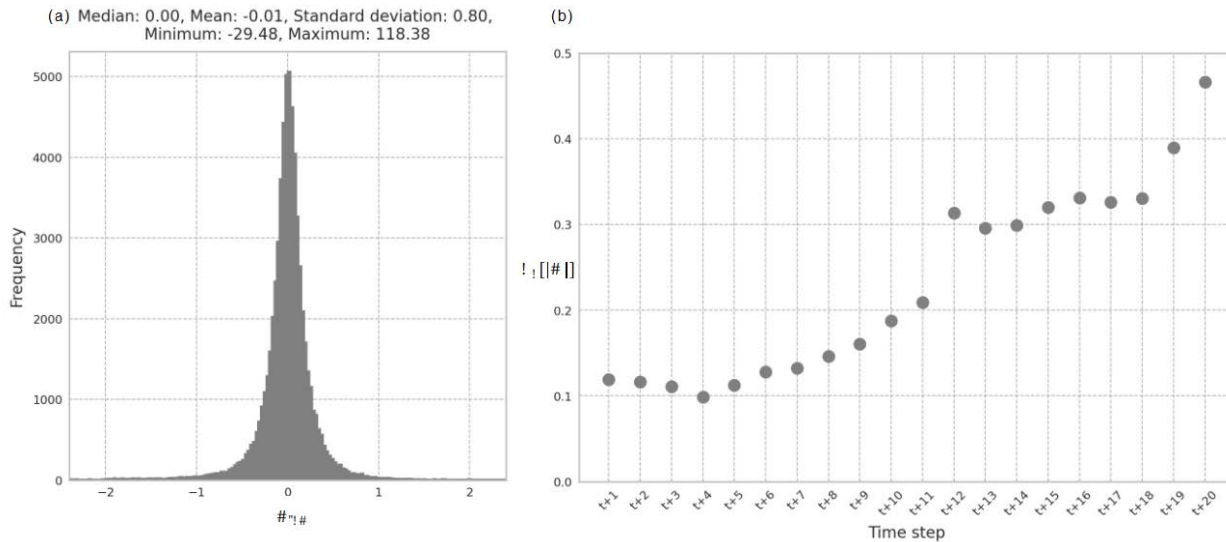 (a) Median: 0.00, Mean: -0.01, Standard deviation: 0.80,
Minimum: -29.48, Maximum: 118.38
5000
4000
3000
2000
1000
0
Frequency
−2 −1 0 1 2
#"!#
(b)
0.5
0.4
0.3
0.2
0.1
0.0
! ! [|#|]
t+1 t+2 t+3 t+4 t+5 t+6 t+7 t+8 t+9 t+10 t+11 t+12 t+13 t+14 t+15 t+16 t+17 t+18 t+19 t+20
Time step